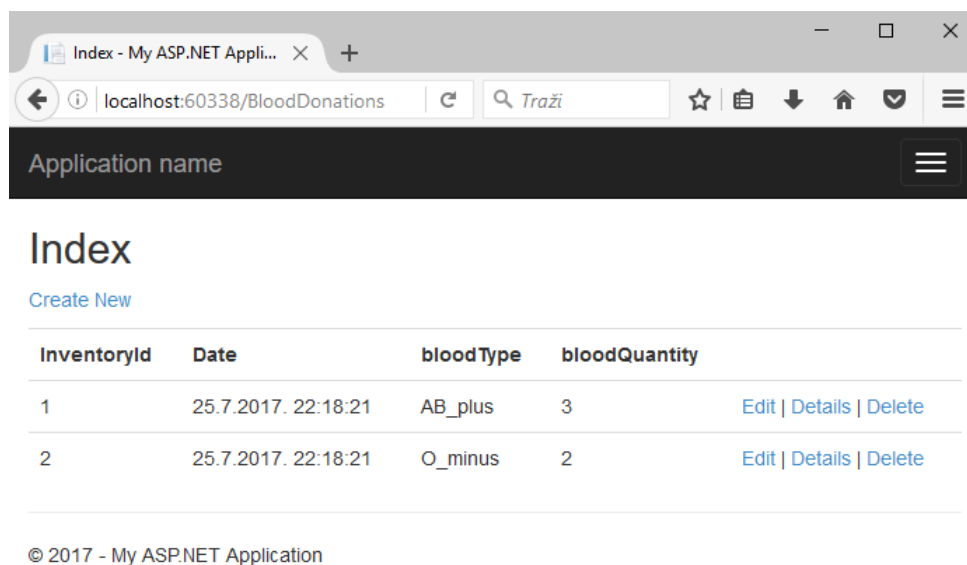 Index - My ASP.NET Appli...
localhost:60338/BloodDonations Traži
Application name
Index
Create New
InventoryId Date bloodType bloodQuantity
1 25.7.2017. 22:18:21 AB_plus 3 Edit | Details | Delete
2 25.7.2017. 22:18:21 O_minus 2 Edit | Details | Delete
© 2017 - My ASP.NET Application